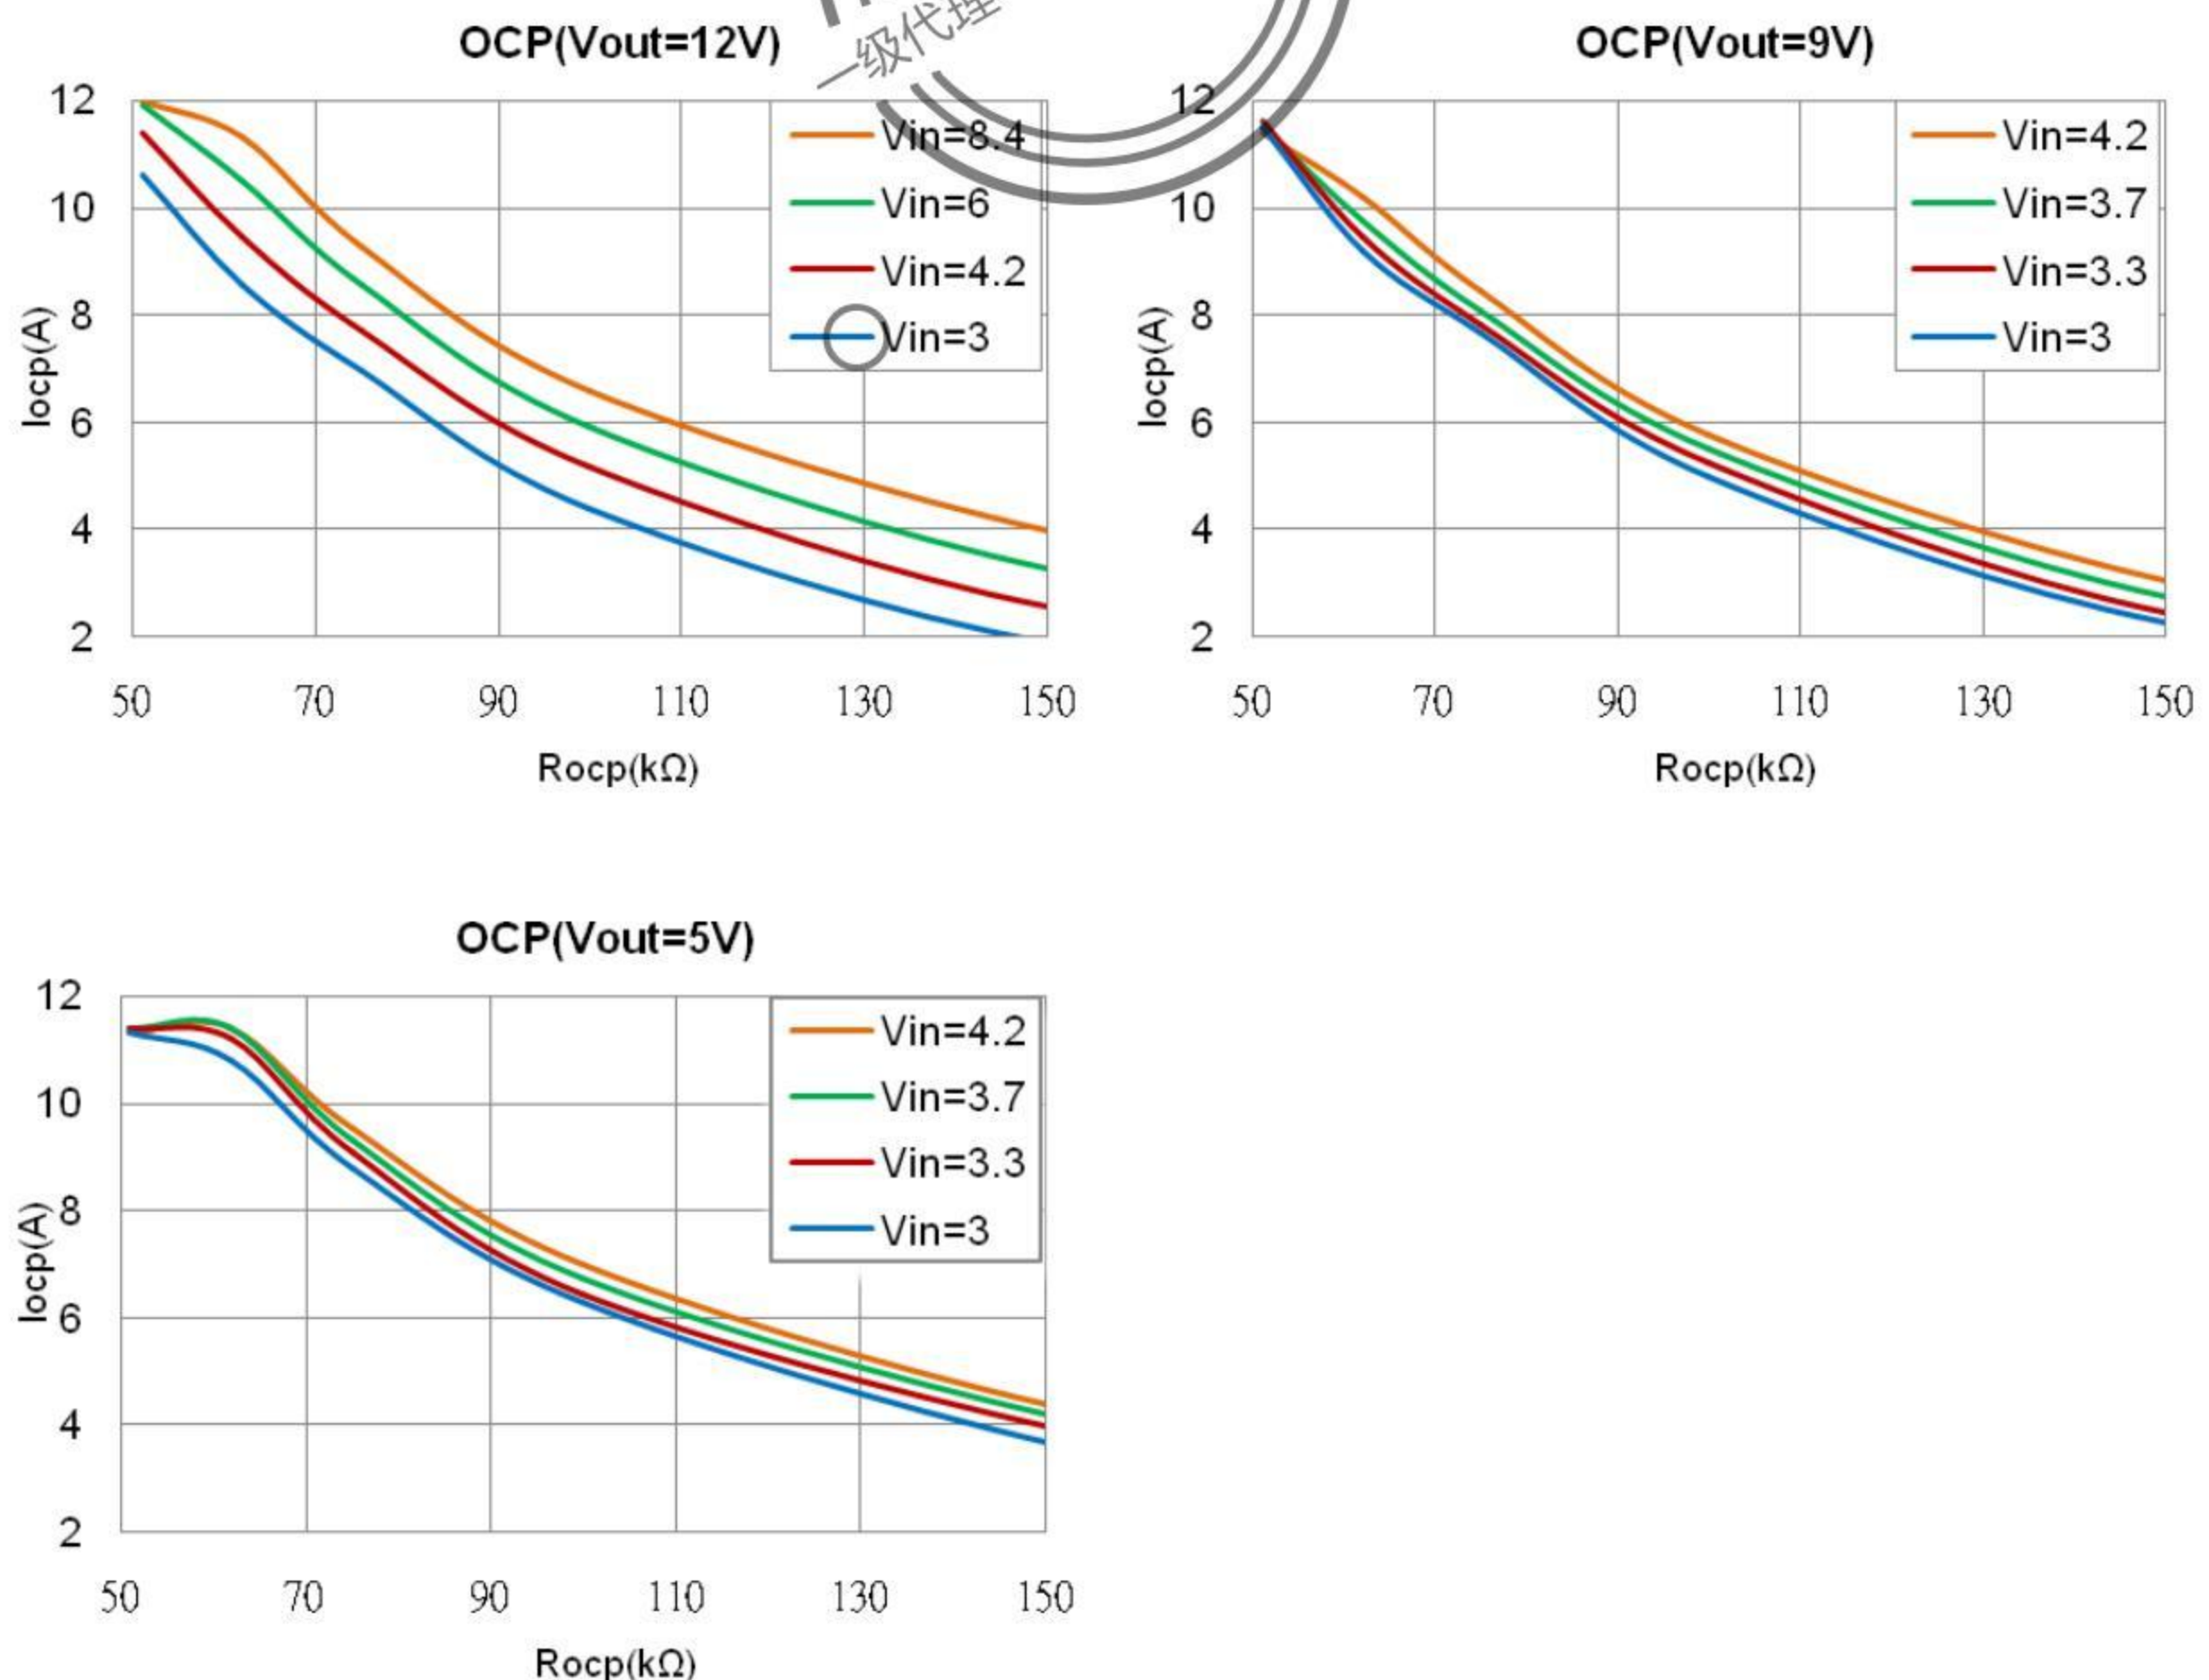 OCP(Vout=12V)
12
10
8
6
4
2
Iocp(A)
50 70 90 110 130 150
Rocp(kΩ)
Vin=8.4
Vin=6
Vin=4.2
Vin=3
一级代理
OCP(Vout=9V)
12
10
8
6
4
2
Iocp(A)
50 70 90 110 130 150
Rocp(kΩ)
Vin=4.2
Vin=3.7
Vin=3.3
Vin=3
OCP(Vout=5V)
12
10
8
6
4
2
Iocp(A)
50 70 90 110 130 150
Rocp(kΩ)
Vin=4.2
Vin=3.7
Vin=3.3
Vin=3